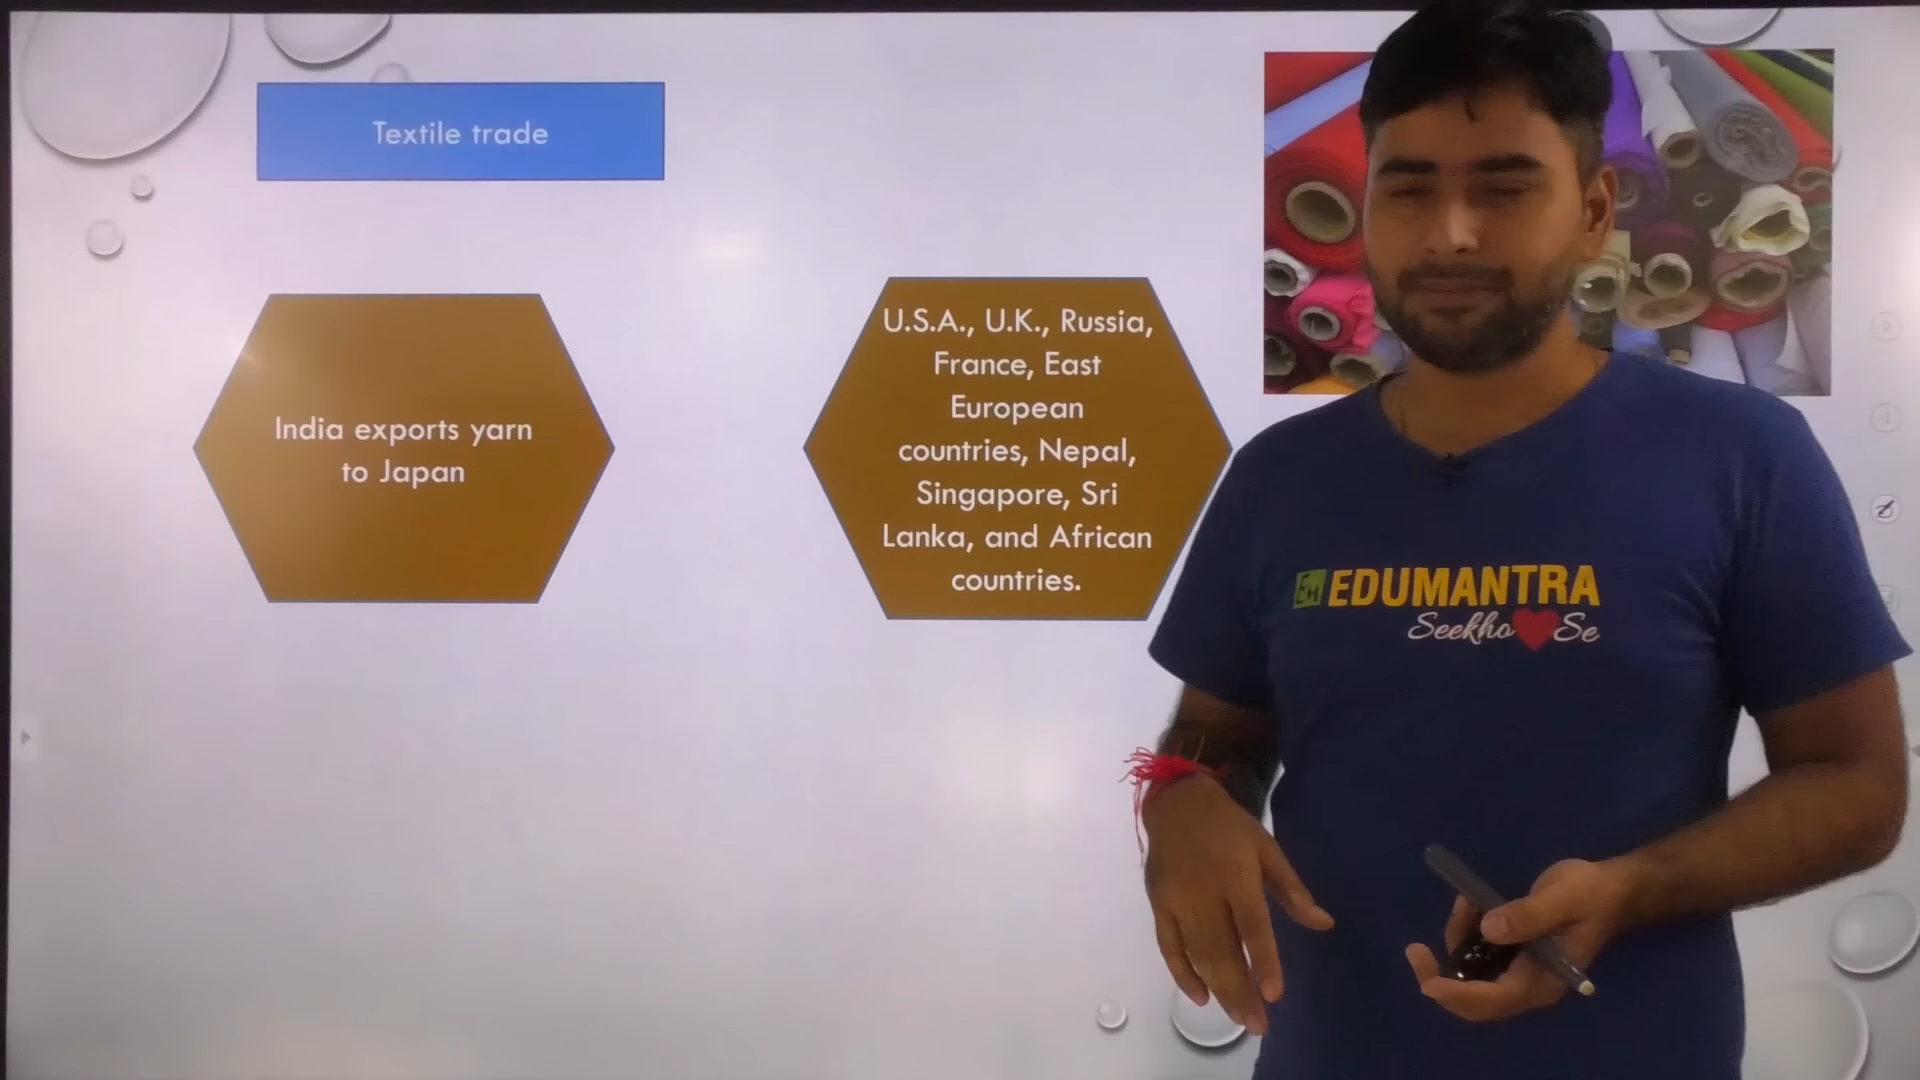 Textile trade
India exports yarn
to Japan
U.S.A., U.K., Russia,
France, East
European
countries, Nepal,
Singapore, Sri
Lanka, and African
countries.
EM EDUMANTRA
Seekho Se